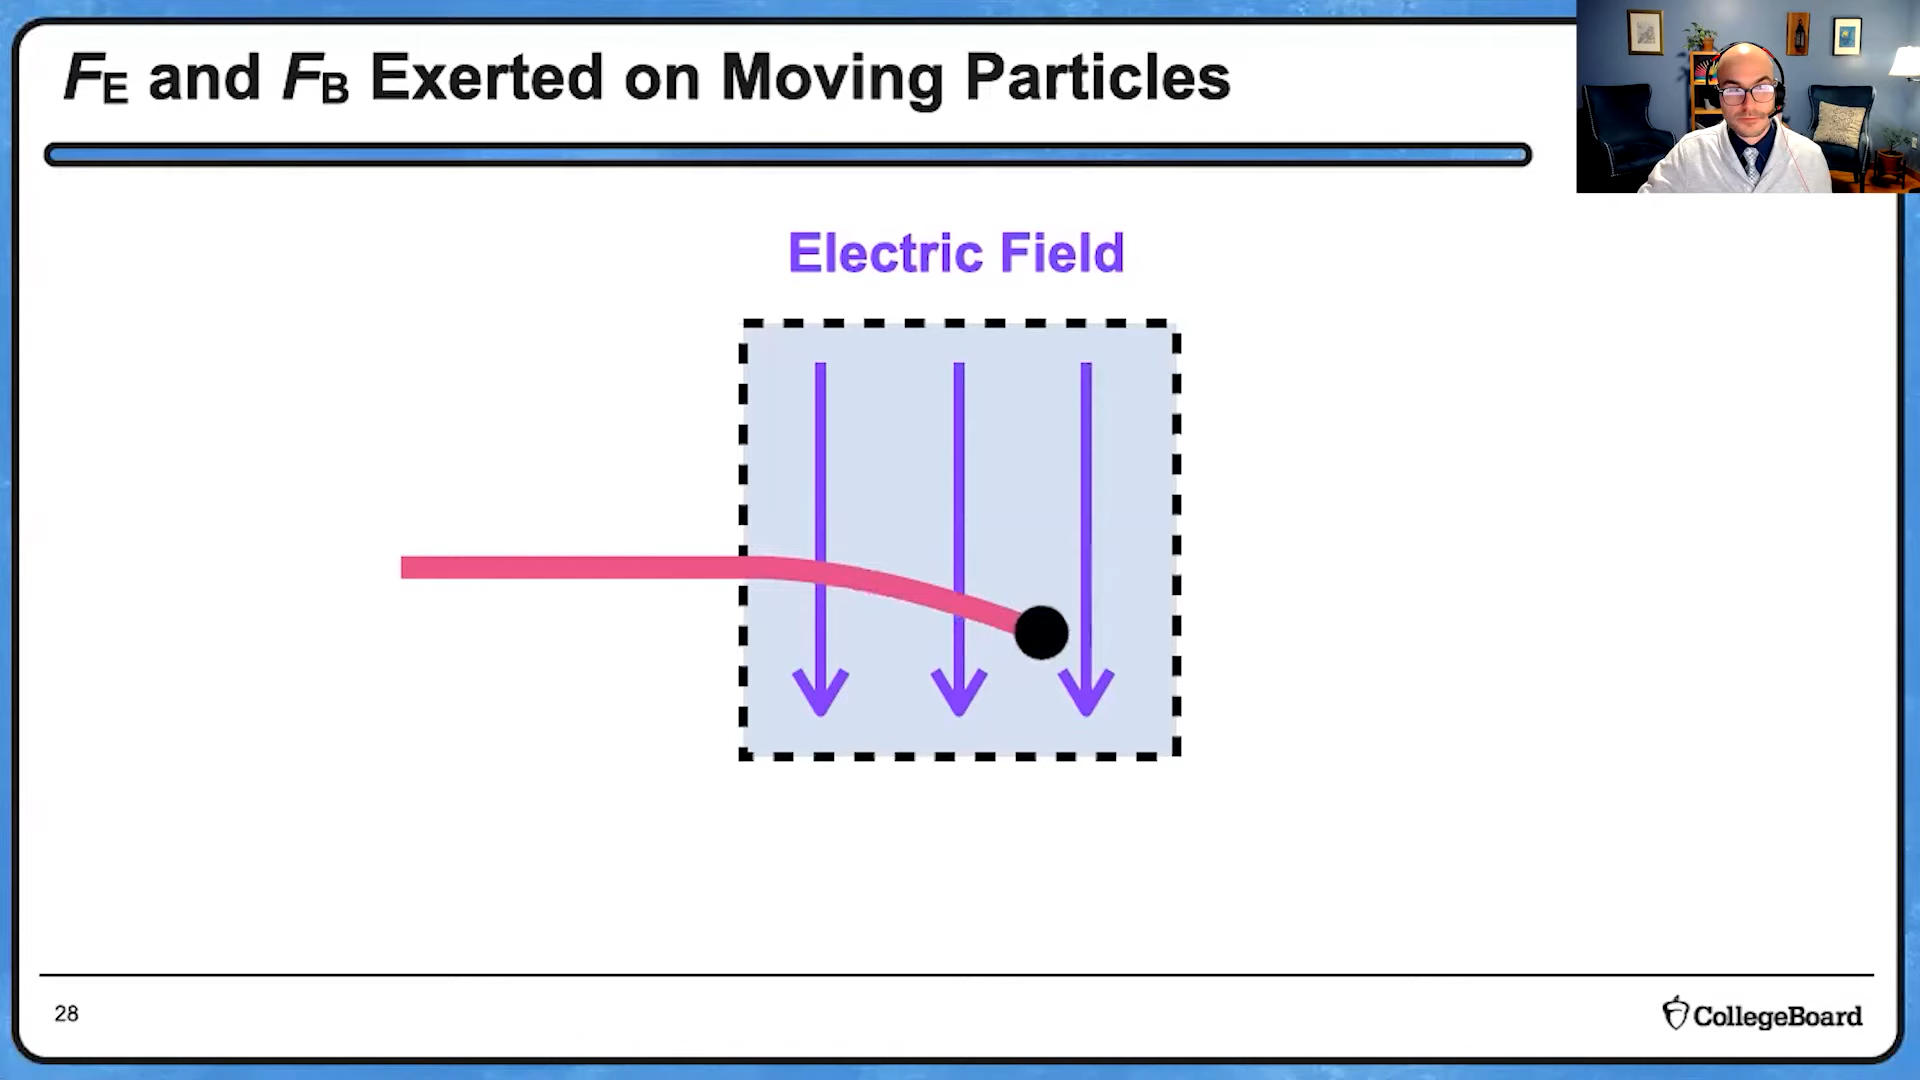 FE and FB Exerted on Moving Particles
Electric Field
28
CollegeBoard